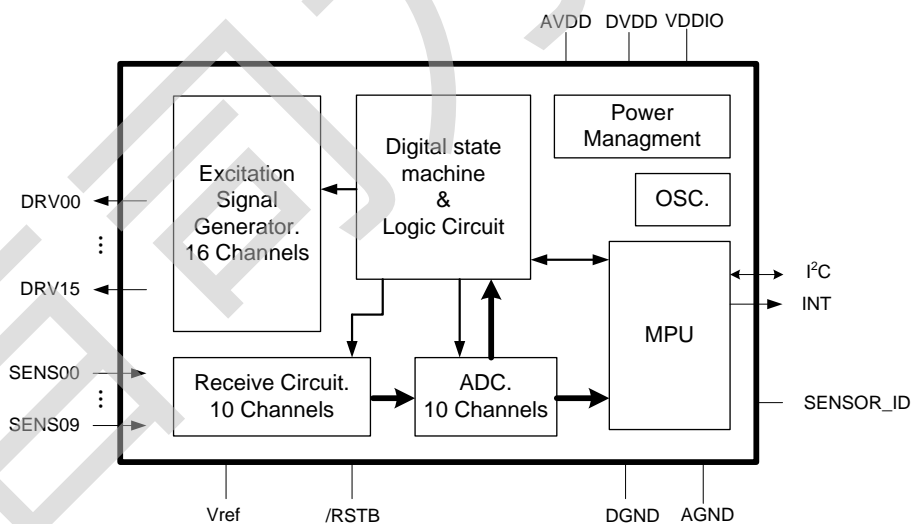 AVDD DVDD VDDIO
Power
Managment
Digital state
machine
&
Logic Circuit
Excitation
Signal
Generator.
16 Channels
OSC.
DRV00
⋮
DRV15
I²C
INT
MPU
SENS00
⋮
SENS09
Receive Circuit.
10 Channels
ADC.
10 Channels
SENSOR_ID
Vref
/RSTB
DGND
AGND